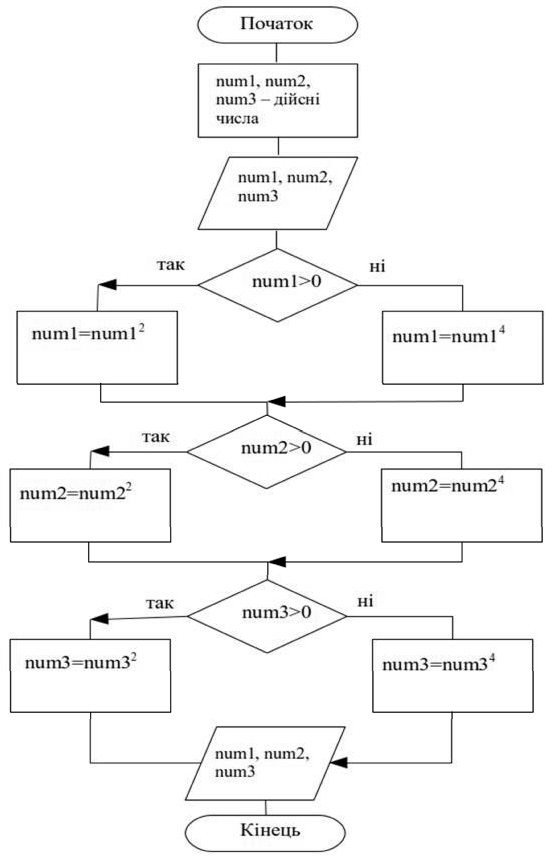 Початок
num1, num2,
num3 – дійсні
числа
num1, num2,
num3
так
num1>0
ні
num1=num1²
num1=num1⁴
так
num2>0
ні
num2=num2²
num2=num2⁴
так
num3>0
ні
num3=num3²
num3=num3⁴
num1, num2,
num3
Кінець